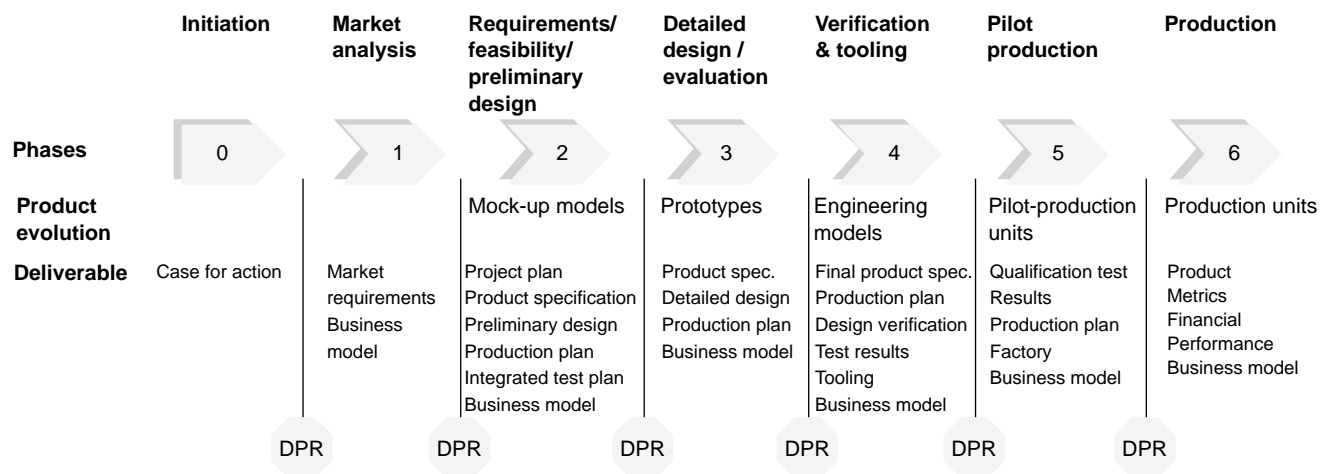 Initiation
Market
analysis
Requirements/
feasibility/
preliminary
design
Detailed
design /
evaluation
Verification
& tooling
Pilot
production
Production
Phases
0
1
2
3
4
5
6
Product
evolution
Mock-up models
Prototypes
Engineering
models
Pilot-production
units
Production units
Deliverable
Case for action
Market
requirements
Business
model
Project plan
Product specification
Preliminary design
Production plan
Integrated test plan
Business model
Product spec.
Detailed design
Production plan
Business model
Final product spec.
Production plan
Design verification
Test results
Tooling
Business model
Qualification test
Results
Production plan
Factory
Business model
Product
Metrics
Financial
Performance
Business model
DPR
DPR
DPR
DPR
DPR
DPR